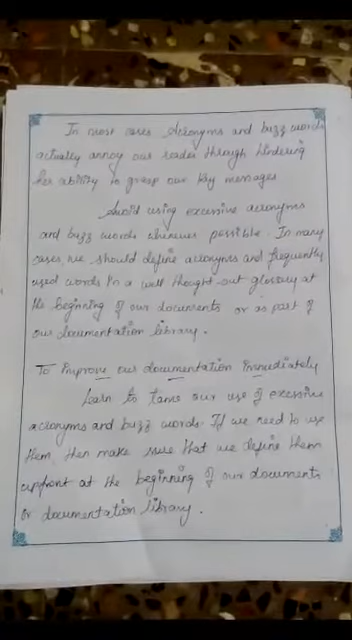 In most cases Acronyms and buzz words
actually annoy our reader through hindering
her ability to grasp our key messages
Avoid using excessive acronyms
and buzz words whenever possible. In many
cases we should define acronyms and frequently
used words in a well thought-out glossary at
the beginning of our documents or as part of
our documentation library.
To Improve our documentation Immediately
Learn to tame our use of excessive
acronyms and buzz words. If we need to use
them, then make sure that we define them
upfront at the beginning of our documents
or documentation library.